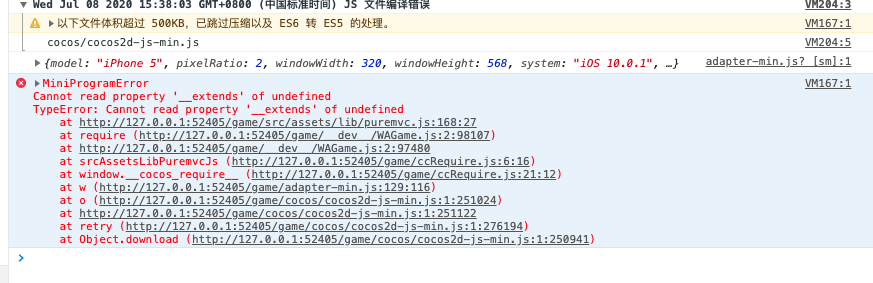 Wed Jul 08 2020 15:38:03 GMT+0800 (中国标准时间) JS 文件编译错误 VM204:3
以下文件体积超过 500KB，已跳过压缩以及 ES6 转 ES5 的处理。 VM167:1
cocos/cocos2d-js-min.js VM204:5
{model: "iPhone 5", pixelRatio: 2, windowWidth: 320, windowHeight: 568, system: "iOS 10.0.1", …} adapter-min.js? [sm]:1
MiniProgramError VM167:1
Cannot read property '__extends' of undefined
TypeError: Cannot read property '__extends' of undefined
at http://127.0.0.1:52405/game/src/assets/lib/puremvc.js:168:27
at require (http://127.0.0.1:52405/game/__dev__/WAGame.js:2:98107)
at http://127.0.0.1:52405/game/__dev__/WAGame.js:2:97480
at srcAssetsLibPuremvcJs (http://127.0.0.1:52405/game/ccRequire.js:6:16)
at window.__cocos_require__ (http://127.0.0.1:52405/game/ccRequire.js:21:12)
at w (http://127.0.0.1:52405/game/adapter-min.js:129:116)
at o (http://127.0.0.1:52405/game/cocos/cocos2d-js-min.js:1:251024)
at http://127.0.0.1:52405/game/cocos/cocos2d-js-min.js:1:251122
at retry (http://127.0.0.1:52405/game/cocos/cocos2d-js-min.js:1:276194)
at Object.download (http://127.0.0.1:52405/game/cocos/cocos2d-js-min.js:1:250941)